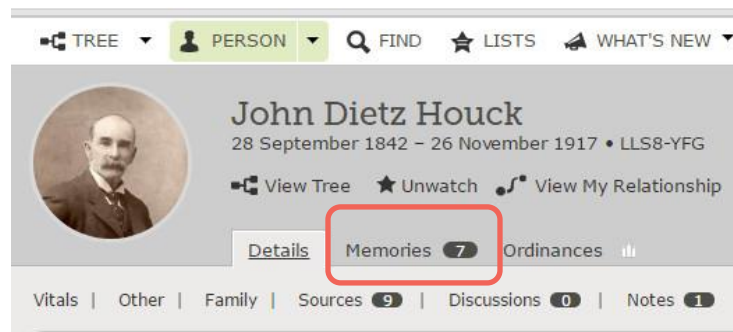 TREE PERSON FIND LISTS WHAT'S NEW
John Dietz Houck
28 September 1842 – 26 November 1917 • LLS8-YFG
View Tree Unwatch View My Relationship
Details Memories 7 Ordinances
Vitals | Other | Family | Sources 9 | Discussions 0 | Notes 1